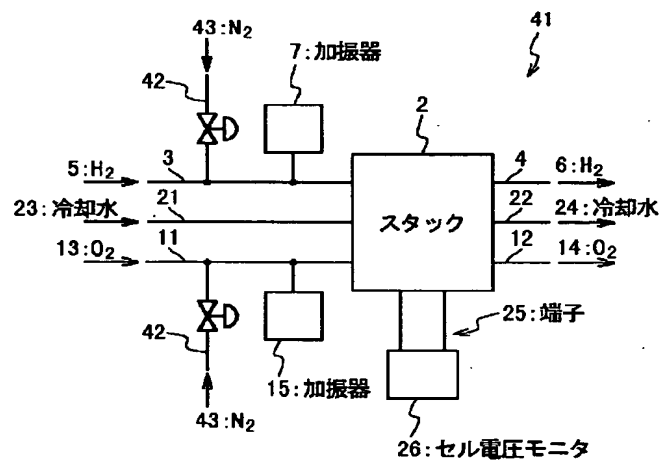 43:N₂
41
7:加振器
42
2
5:H₂
3
4
6:H₂
23:冷却水
21
スタック
22
24:冷却水
13:O₂
11
12
14:O₂
42
25:端子
15:加振器
43:N₂
26:セル電圧モニタ